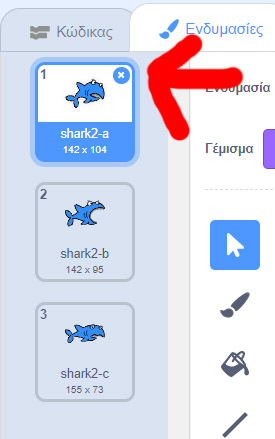 Κώδικας
Ενδυμασίες
1
shark2-a
142 x 104
2
shark2-b
142 x 95
3
shark2-c
155 x 73
Ενδυμασία
Γέμισμα